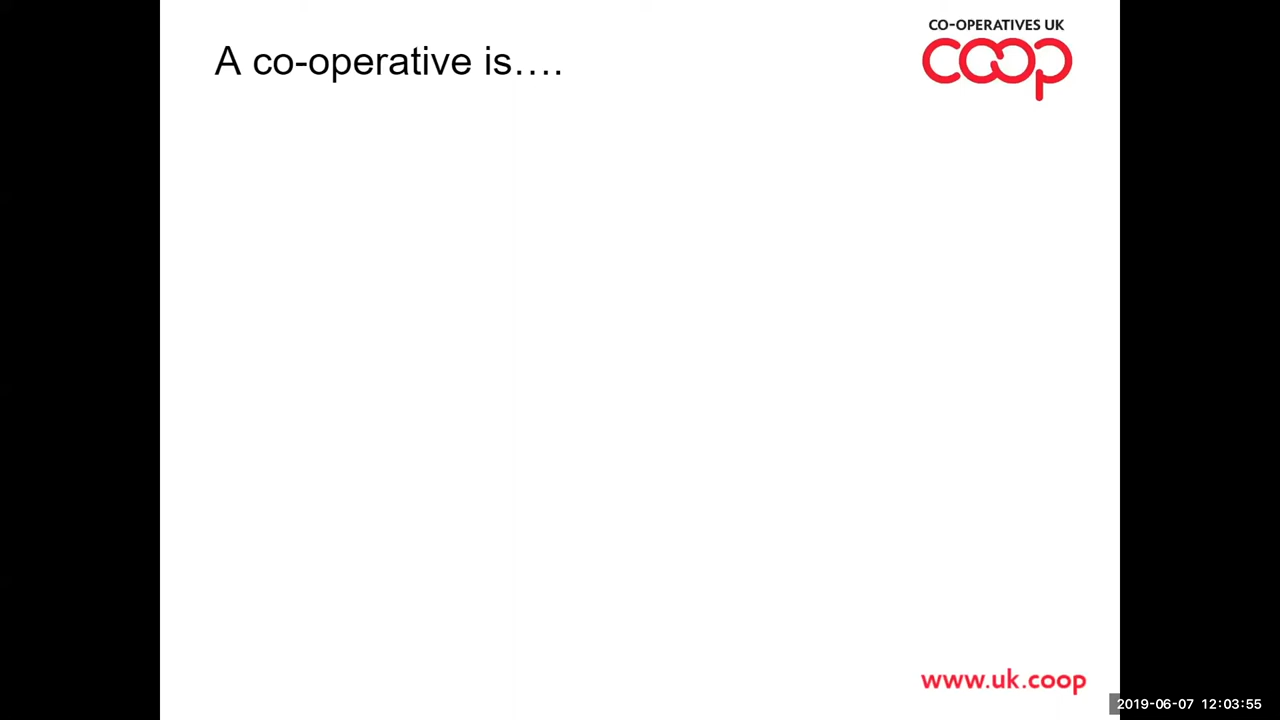 A co-operative is….
CO-OPERATIVES UK
coop
www.uk.coop
2019-06-07 12:03:55